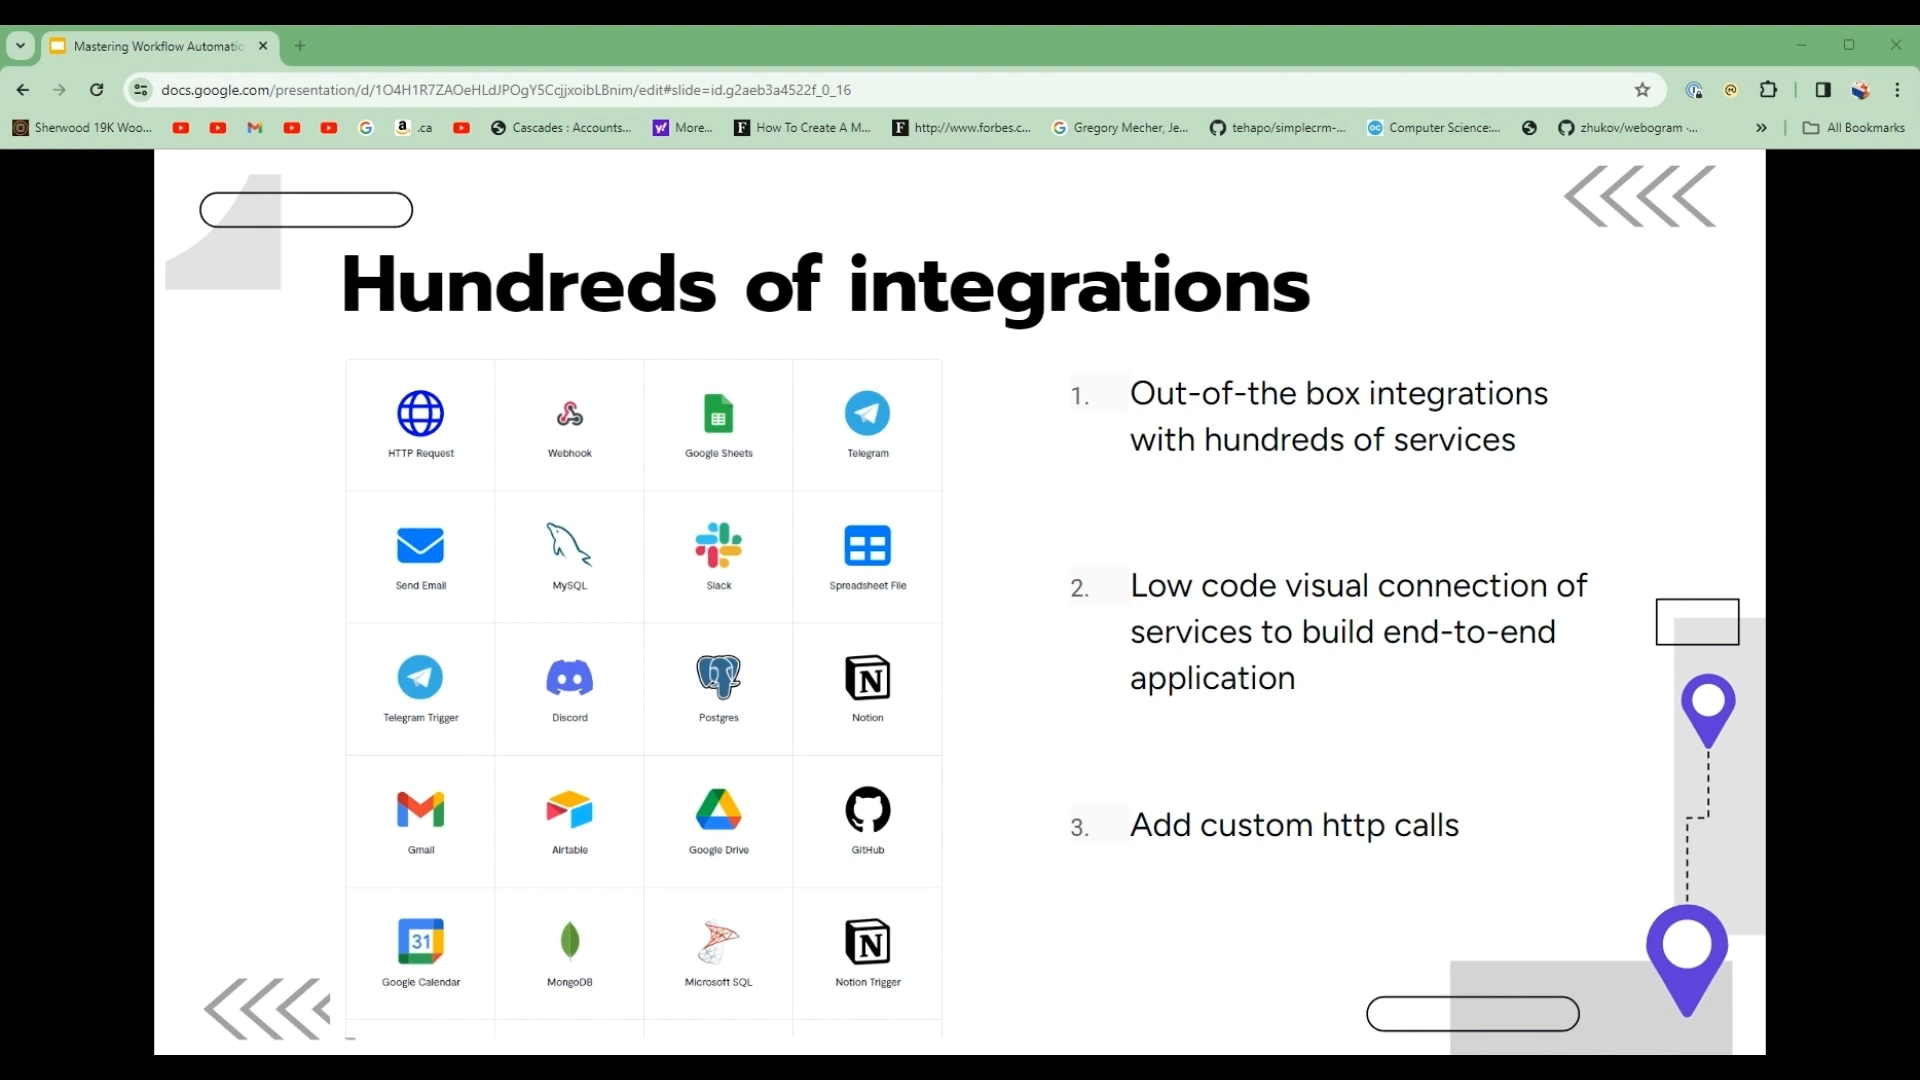 Mastering Workflow Automatic
docs.google.com/presentation/d/1O4H1R7ZAOeHLdJPOgY5CcjjxoibLBnim/edit#slide=id.g2aeb3a4522f_0_16
Sherwood 19K Woo...
.ca
Cascades : Accounts...
More...
How To Create A M...
http://www.forbes.c...
Gregory Mecher, Je...
tehapo/simplecrm-...
Computer Science:...
zhukov/webogram -...
All Bookmarks
Hundreds of integrations
HTTP Request
Webhook
Google Sheets
Telegram
Send Email
MySQL
Slack
Spreadsheet File
Telegram Trigger
Discord
Postgres
Notion
Gmail
Airtable
Google Drive
GitHub
31
Google Calendar
MongoDB
Microsoft SQL
Notion Trigger
1. Out-of-the box integrations
with hundreds of services
2. Low code visual connection of
services to build end-to-end
application
3. Add custom http calls